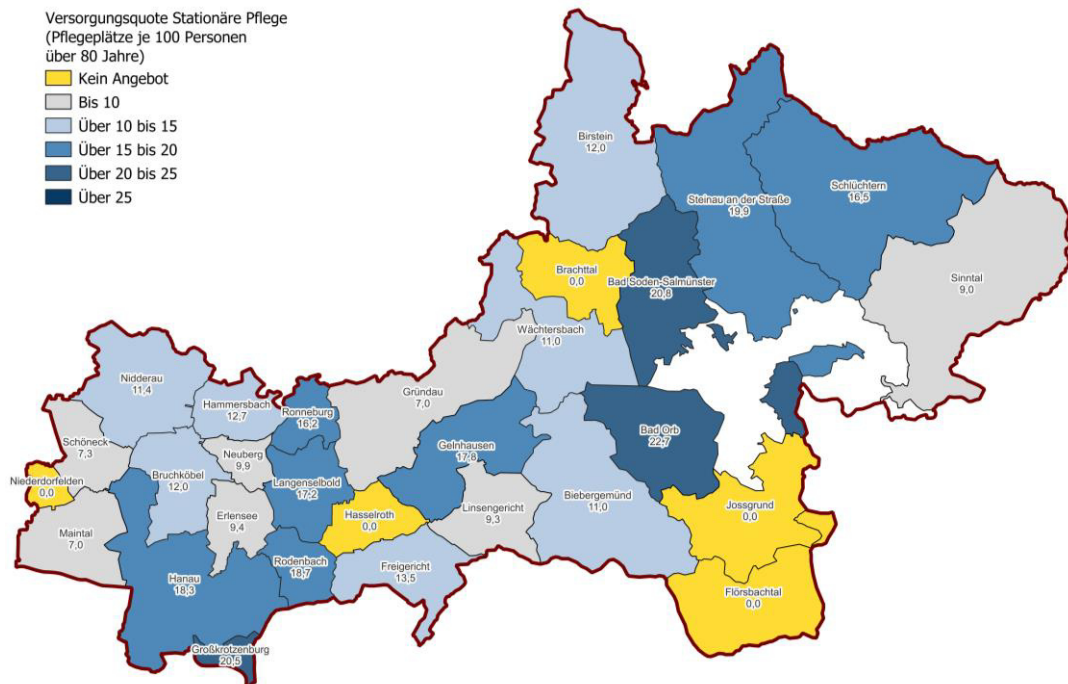 Versorgungsquote Stationäre Pflege
(Pflegeplätze je 100 Personen
über 80 Jahre)
Kein Angebot
Bis 10
Über 10 bis 15
Über 15 bis 20
Über 20 bis 25
Über 25
Birstein
12,0
Steinau an der Straße
19,9
Schlüchtern
16,5
Sinntal
9,0
Brachttal
0,0
Bad Soden-Salmünster
20,8
Wächtersbach
11,0
Nidderau
11,4
Hammersbach
12,7
Ronneburg
16,2
Gründau
7,0
Schöneck
7,3
Neuberg
9,9
Gelnhausen
17,8
Bad Orb
22,7
Niederdorfelden
0,0
Bruchköbel
12,0
Langenselbold
17,2
Erlensee
9,4
Hasselroth
0,0
Linsengericht
9,3
Biebergemünd
11,0
Jossgrund
0,0
Maintal
7,0
Hanau
18,3
Rodenbach
18,7
Freigericht
13,5
Flörsbachtal
0,0
Großkrotzenburg
20,5